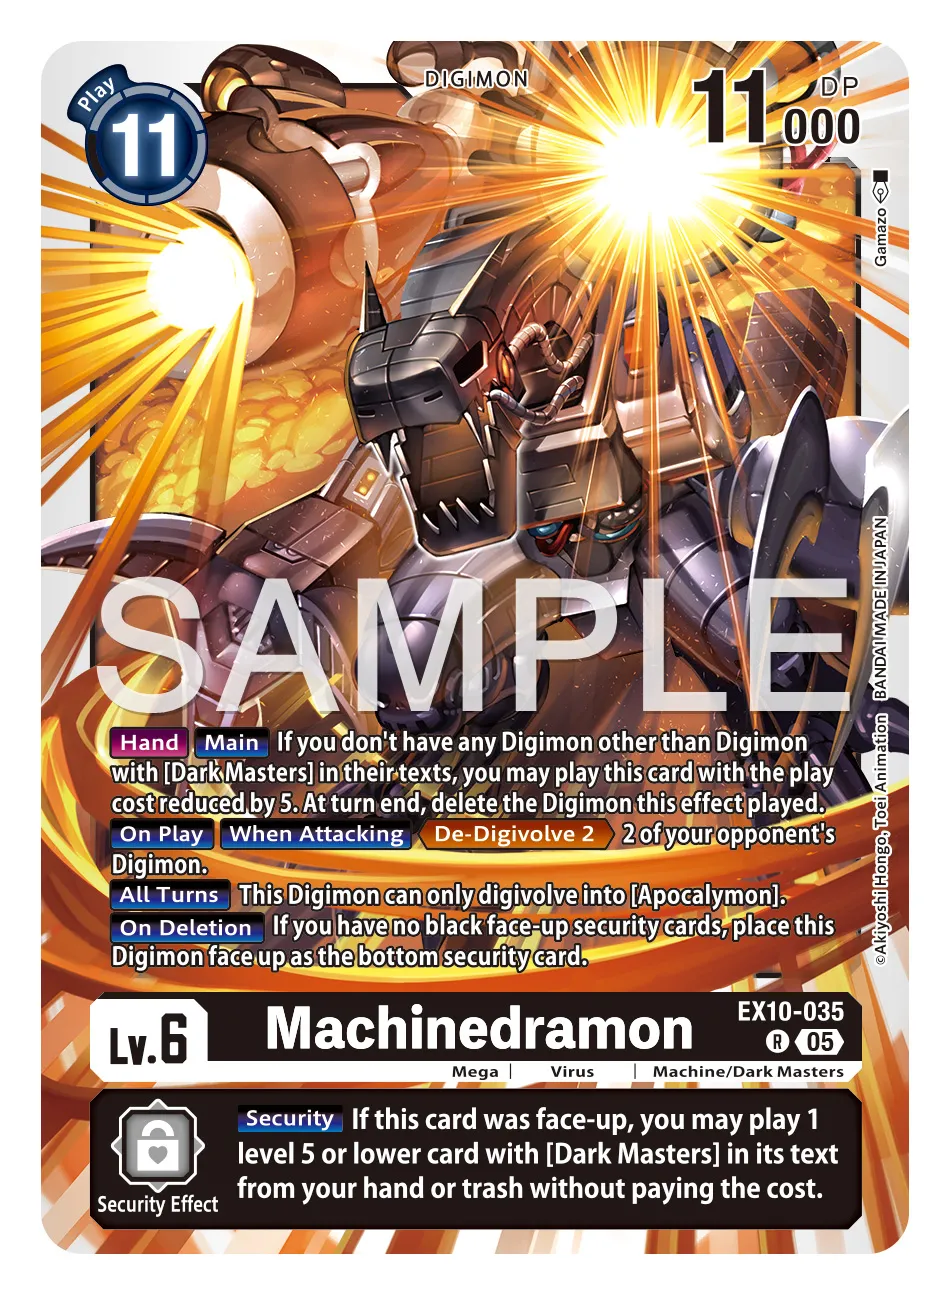 DIGIMON
Play
11
11000
DP
Gamazo
SAMPLE
BANDAI MADE IN JAPAN
©Akiyoshi Hongo, Toei Animation
Hand Main If you don't have any Digimon other than Digimon
with [Dark Masters] in their texts, you may play this card with the play
cost reduced by 5. At turn end, delete the Digimon this effect played.
On Play When Attacking De-Digivolve 2 2 of your opponent's
Digimon.
All Turns This Digimon can only digivolve into [Apocalymon].
On Deletion If you have no black face-up security cards, place this
Digimon face up as the bottom security card.
Lv.6
Machinedramon
EX10-035
R 05
Mega | Virus | Machine/Dark Masters
Security Effect
Security If this card was face-up, you may play 1
level 5 or lower card with [Dark Masters] in its text
from your hand or trash without paying the cost.